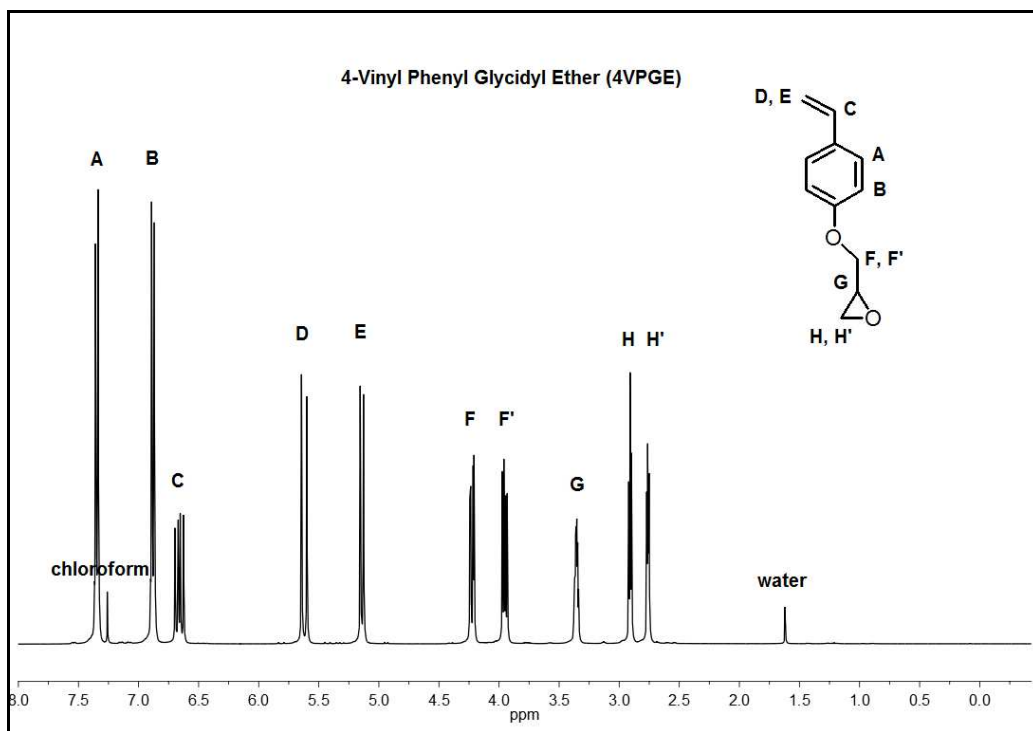 4-Vinyl Phenyl Glycidyl Ether (4VPGE)
D, E
C
A
B
O
F, F'
G
O
H, H'
A
B
C
D
E
F
F'
G
H
H'
chloroform
water
8.0 7.5 7.0 6.5 6.0 5.5 5.0 4.5 4.0 3.5 3.0 2.5 2.0 1.5 1.0 0.5 0.0
ppm